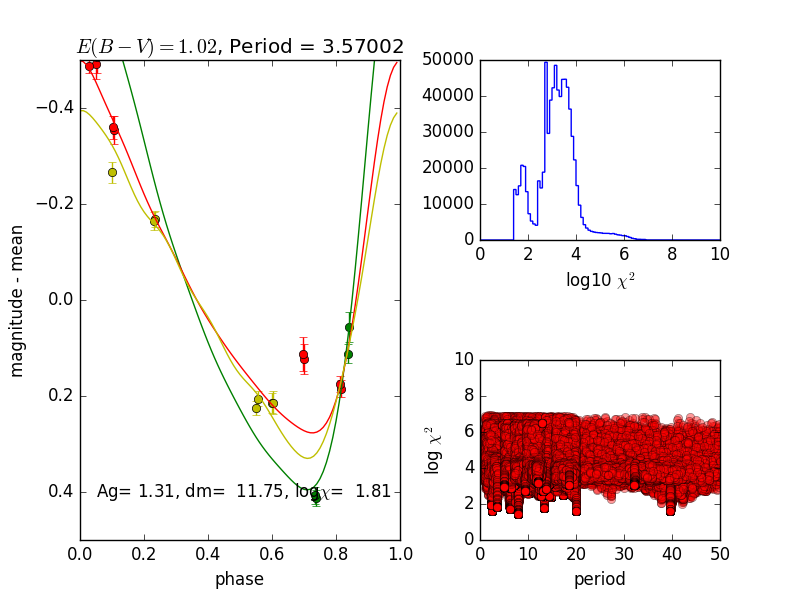 E(B − V) = 1.02, Period = 3.57002
−0.4
−0.2
0.0
0.2
0.4
magnitude - mean
Ag= 1.31, dm=  11.75, logχ=  1.81
0.0 0.2 0.4 0.6 0.8 1.0
phase
50000
40000
30000
20000
10000
0
0 2 4 6 8 10
log10 χ²
10
8
6
4
2
0
log χ²
0 10 20 30 40 50
period